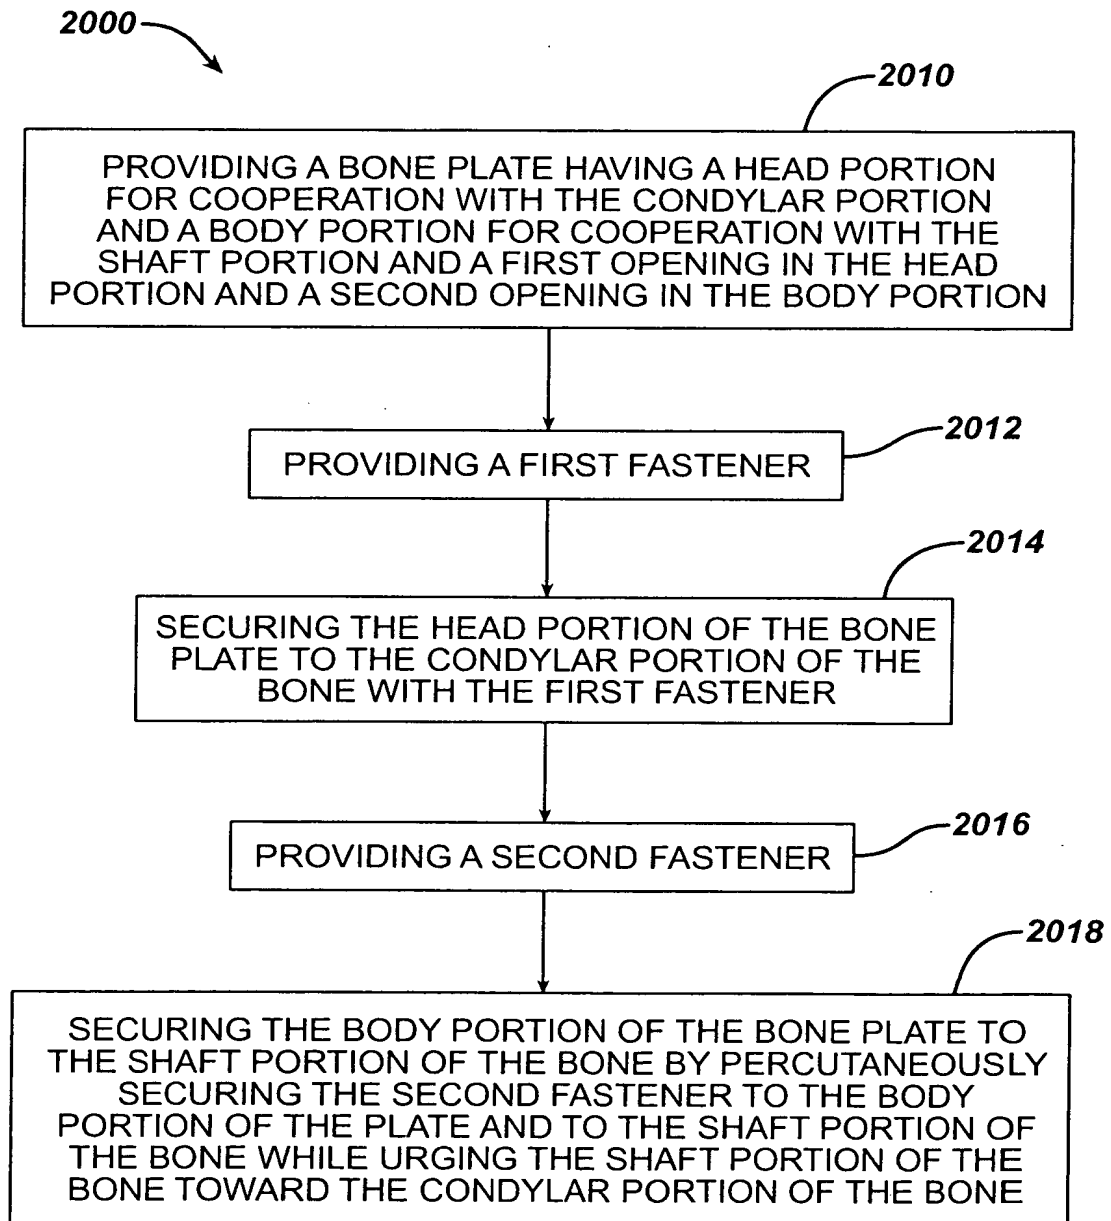 2000
2010
PROVIDING A BONE PLATE HAVING A HEAD PORTION
FOR COOPERATION WITH THE CONDYLAR PORTION
AND A BODY PORTION FOR COOPERATION WITH THE
SHAFT PORTION AND A FIRST OPENING IN THE HEAD
PORTION AND A SECOND OPENING IN THE BODY PORTION
2012
PROVIDING A FIRST FASTENER
2014
SECURING THE HEAD PORTION OF THE BONE
PLATE TO THE CONDYLAR PORTION OF THE
BONE WITH THE FIRST FASTENER
2016
PROVIDING A SECOND FASTENER
2018
SECURING THE BODY PORTION OF THE BONE PLATE TO
THE SHAFT PORTION OF THE BONE BY PERCUTANEOUSLY
SECURING THE SECOND FASTENER TO THE BODY
PORTION OF THE PLATE AND TO THE SHAFT PORTION OF
THE BONE WHILE URGING THE SHAFT PORTION OF THE
BONE TOWARD THE CONDYLAR PORTION OF THE BONE